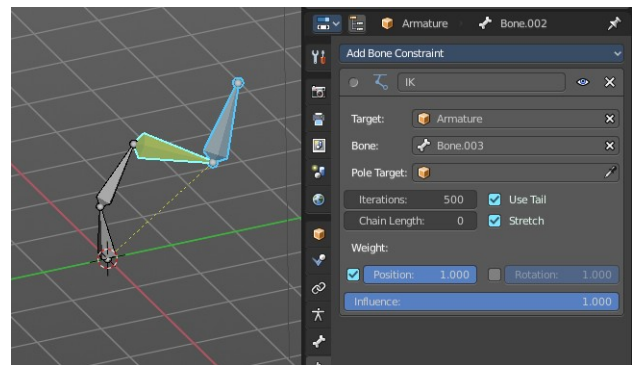 Armature Bone.002
Add Bone Constraint
IK
Target: Armature
Bone: Bone.003
Pole Target:
Iterations: 500 Use Tail
Chain Length: 0 Stretch
Weight:
Position: 1.000 Rotation: 1.000
Influence: 1.000